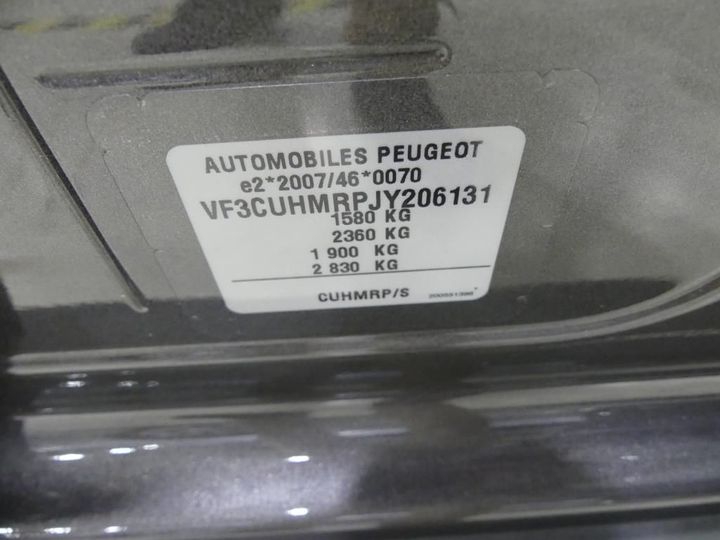 AUTOMOBILES PEUGEOT
e2*2007/46*0070
VF3CUHMRPJY206131
1580 KG
2360 KG
1 900 KG
2 830 KG
CUHMRP/S